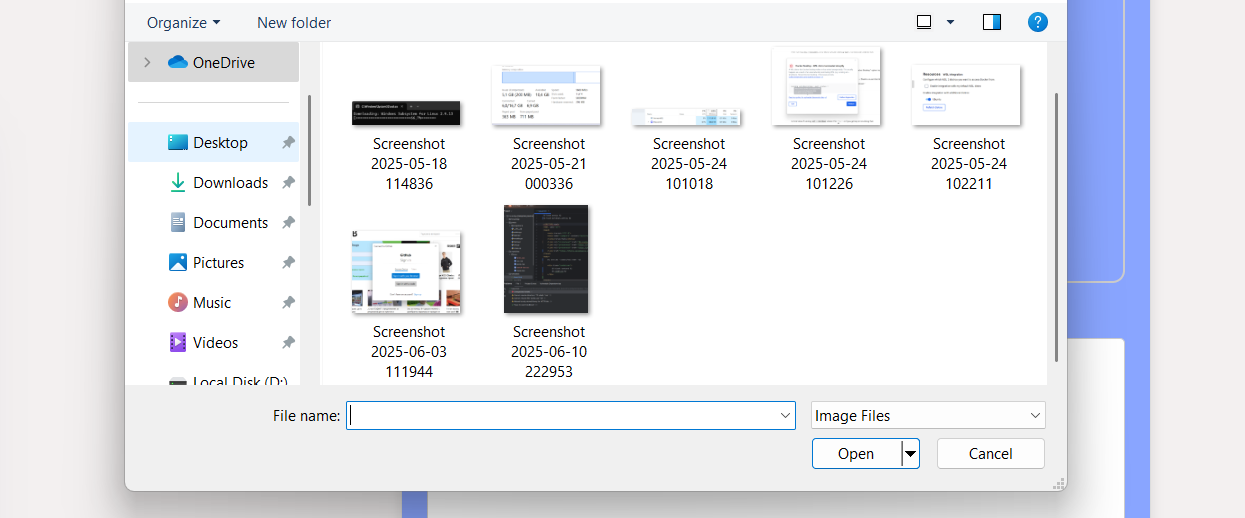 Organize
New folder
?
OneDrive
Desktop
Downloads
Documents
Pictures
Music
Videos
Local Disk (D:)
Screenshot
2025-05-18
114836
Screenshot
2025-05-21
000336
Screenshot
2025-05-24
101018
Screenshot
2025-05-24
101226
Screenshot
2025-05-24
102211
Screenshot
2025-06-03
111944
Screenshot
2025-06-10
222953
File name:
Image Files
Open
Cancel